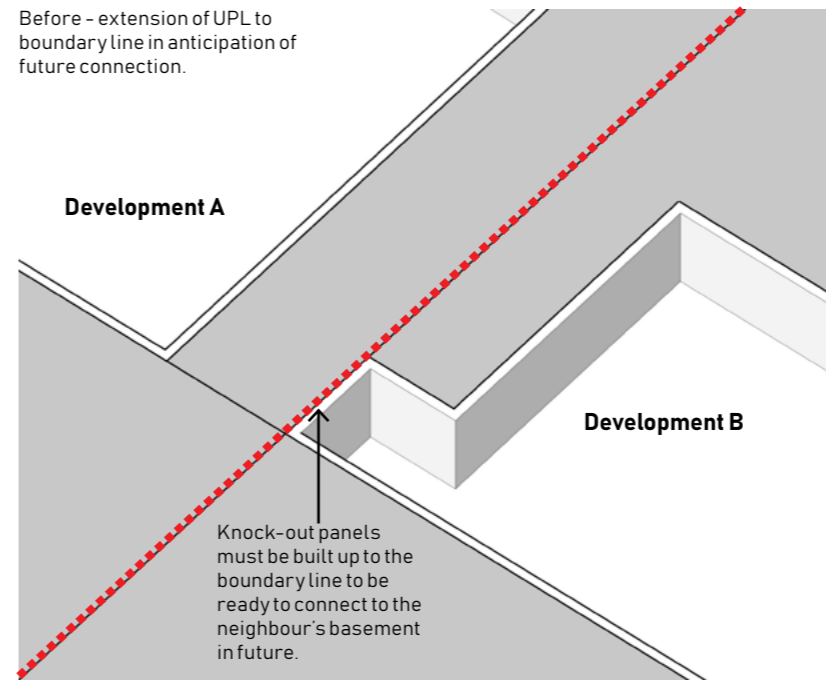 Before - extension of UPL to
boundary line in anticipation of
future connection.
Development A
Development B
Knock-out panels
must be built up to the
boundary line to be
ready to connect to the
neighbour's basement
in future.